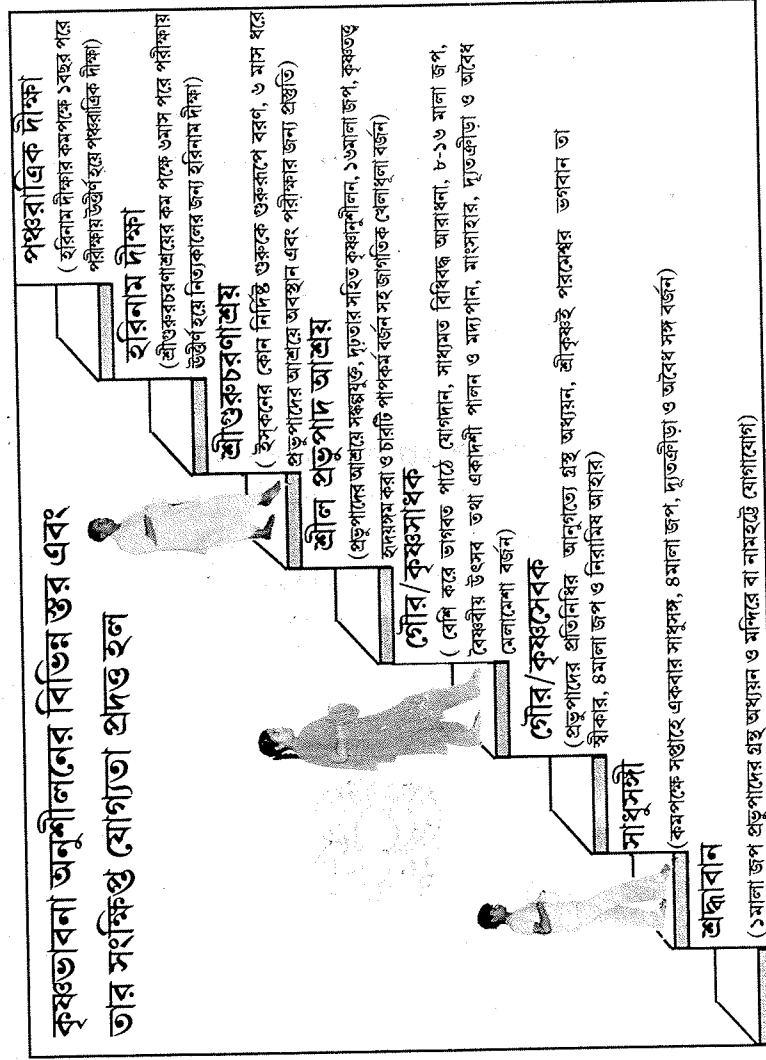 কৃষ্ণভাবনা অনুশীলনের বিভিন্ন স্তর এবং
তার সংক্ষিপ্ত যোগ্যতা প্রদত্ত হল
পঞ্চরাত্রিক দীক্ষা
( হরিনাম দীক্ষার কমপক্ষে ১বছর পরে
পরীক্ষায় উত্তীর্ণ হয়ে পঞ্চরাত্রিক দীক্ষা)
হরিনাম দীক্ষা
(শ্রীগুরুচরণাশ্রয়ের কম পক্ষে ৬মাস পরে পরীক্ষায়
উত্তীর্ণ হয়ে নিত্যকালের জন্য হরিনাম দীক্ষা)
শ্রীগুরুচরণাশ্রয়
( ইস্‌কনের কোন নির্দিষ্ট গুরুকে গুরুরূপে বরণ, ৬ মাস ধরে
প্রভুপাদের আশ্রয়ে অবস্থান এবং পরীক্ষার জন্য প্রস্তুতি)
শ্রীল প্রভুপাদ আশ্রয়
(প্রভুপাদের আশ্রয়ে সঙ্কল্পযুক্ত, দৃঢ়তার সহিত কৃষ্ণানুশীলন, ১৬মালা জপ, কৃষ্ণতত্ত্ব
হৃদয়ঙ্গম করা ও চারটি পাপকর্ম বর্জন সহ জাগতিক খেলাধূলা বর্জন)
গৌর/কৃষ্ণসাধক
( বেশি করে ভাগবত পাঠে যোগদান, সাধ্যমত বিধিবদ্ধ আরাধনা, ৮-১৬ মালা জপ,
বৈষ্ণবীয় উৎসব তথা একাদশী পালন ও মদ্যপান, মাংসাহার, দ্যূতক্রীড়া ও অবৈধ
মেলামেশা বর্জন)
গৌর/কৃষ্ণসেবক
(প্রভুপাদের প্রতিনিধির আনুগত্যে গ্রন্থ অধ্যয়ন, শ্রীকৃষ্ণই পরমেশ্বর ভগবান তা
স্বীকার, ৪মালা জপ ও নিরামিষ আহার)
সাধুসঙ্গী
(কমপক্ষে সপ্তাহে একবার সাধুসঙ্গ, ৪মালা জপ, দ্যূতক্রীড়া ও অবৈধ সঙ্গ বর্জন)
শ্রদ্ধাবান
(১মালা জপ প্রভুপাদের গ্রন্থ অধ্যয়ন ও মন্দিরে বা নামহট্টে যোগাযোগ)